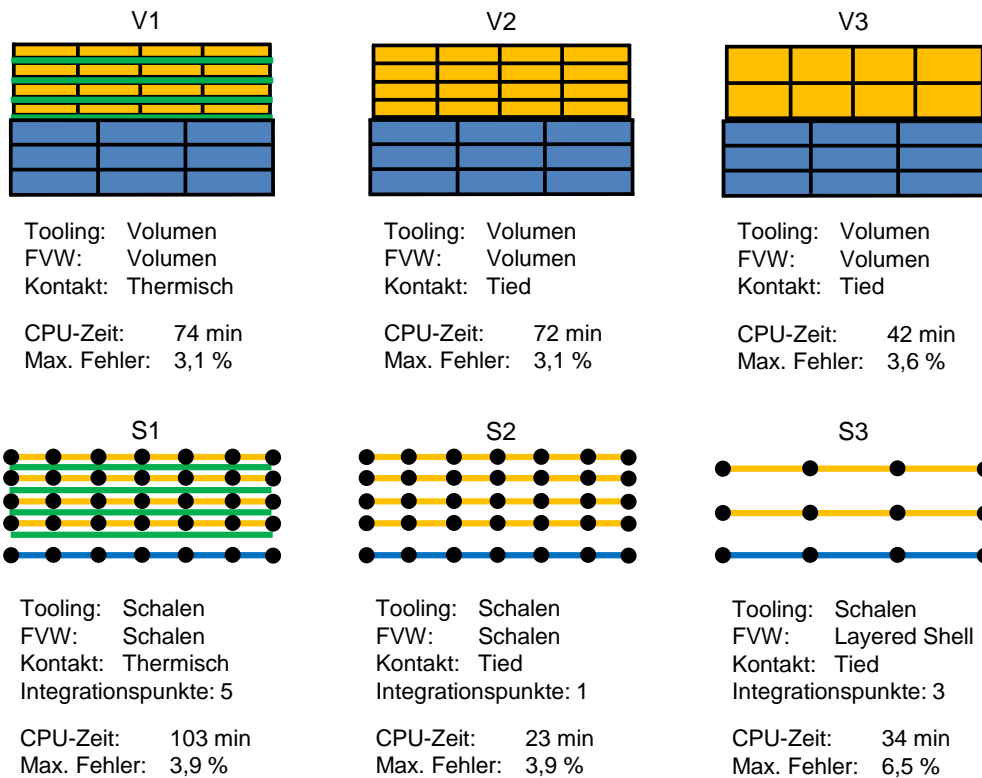 V1
V2
V3
Tooling: Volumen
FVW: Volumen
Kontakt: Thermisch
CPU-Zeit: 74 min
Max. Fehler: 3,1 %
Tooling: Volumen
FVW: Volumen
Kontakt: Tied
CPU-Zeit: 72 min
Max. Fehler: 3,1 %
Tooling: Volumen
FVW: Volumen
Kontakt: Tied
CPU-Zeit: 42 min
Max. Fehler: 3,6 %
S1
S2
S3
Tooling: Schalen
FVW: Schalen
Kontakt: Thermisch
Integrationspunkte: 5
CPU-Zeit: 103 min
Max. Fehler: 3,9 %
Tooling: Schalen
FVW: Schalen
Kontakt: Tied
Integrationspunkte: 1
CPU-Zeit: 23 min
Max. Fehler: 3,9 %
Tooling: Schalen
FVW: Layered Shell
Kontakt: Tied
Integrationspunkte: 3
CPU-Zeit: 34 min
Max. Fehler: 6,5 %